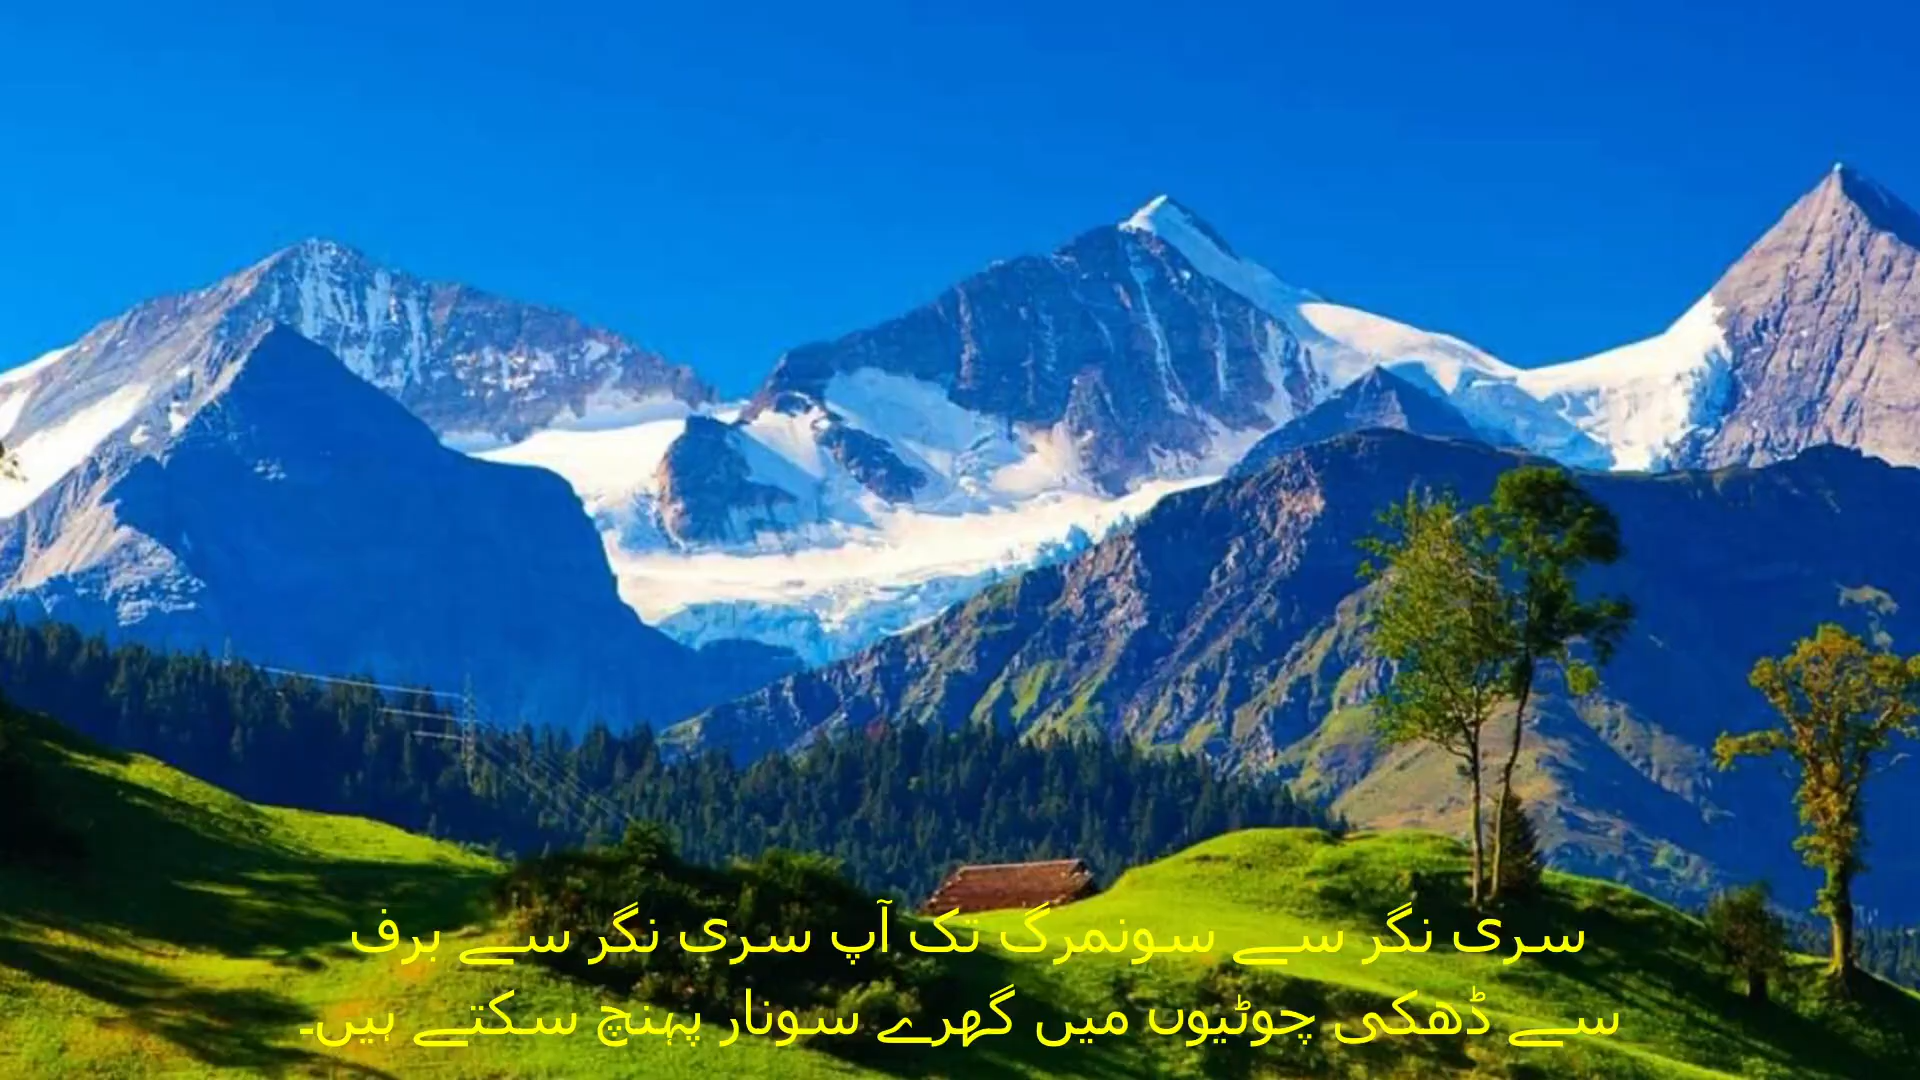 سری نگر سے سونمرگ تک آپ سری نگر سے برف
سے ڈھکی چوٹیوں میں گھرے سونار پہنچ سکتے ہیں۔